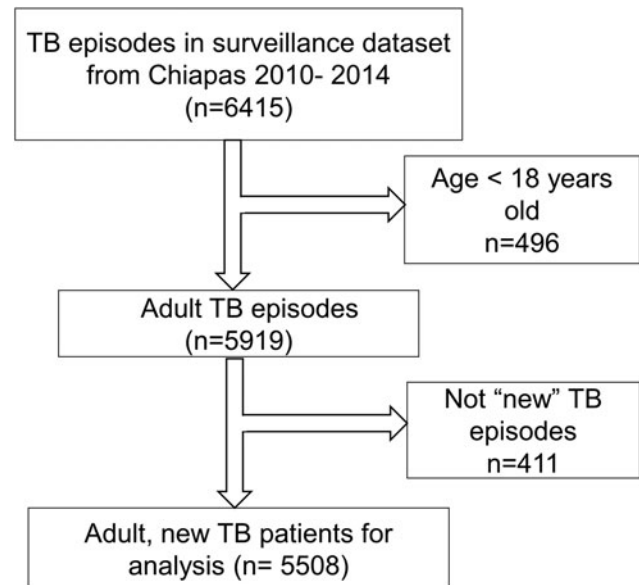 TB episodes in surveillance dataset
from Chiapas 2010- 2014
(n=6415)
Age < 18 years
old
n=496
Adult TB episodes
(n=5919)
Not “new” TB
episodes
n=411
Adult, new TB patients for
analysis (n= 5508)